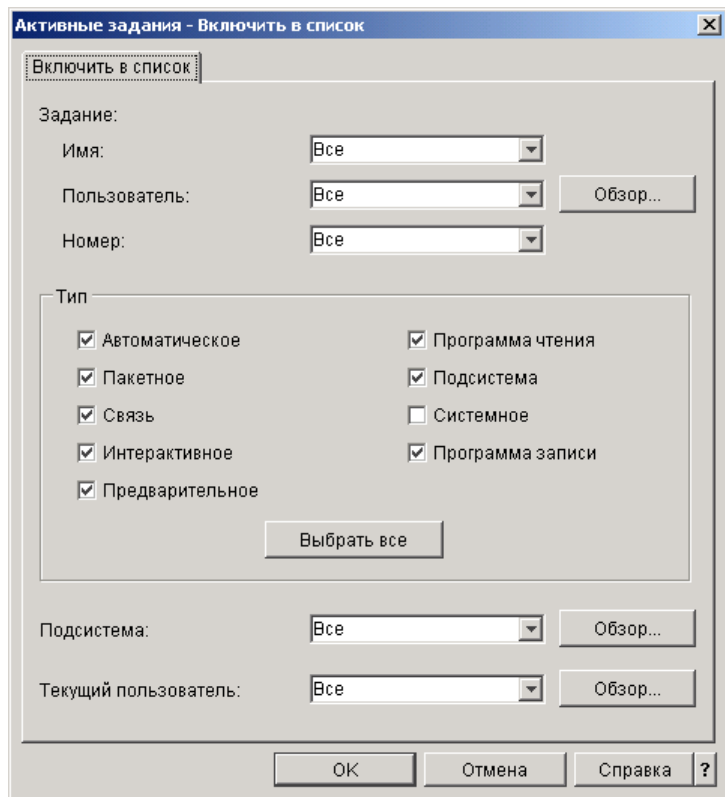 Активные задания - Включить в список
Включить в список
Задание:
Имя: Все
Пользователь: Все Обзор...
Номер: Все
Тип
Автоматическое Программа чтения
Пакетное Подсистема
Связь Системное
Интерактивное Программа записи
Предварительное
Выбрать все
Подсистема: Все Обзор...
Текущий пользователь: Все Обзор...
OK Отмена Справка ?